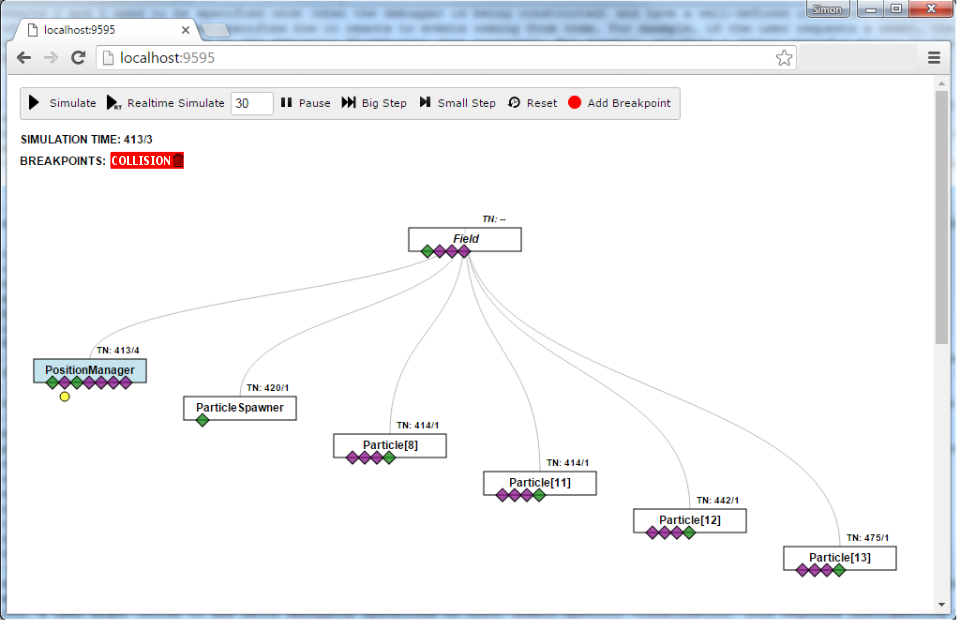 Simon
localhost:9595
localhost:9595
Simulate RT Realtime Simulate 30 Pause Big Step Small Step Reset Add Breakpoint
SIMULATION TIME: 413/3
BREAKPOINTS: COLLISION
TN: --
Field
TN: 413/4
PositionManager
TN: 420/1
ParticleSpawner
TN: 414/1
Particle[8]
TN: 414/1
Particle[11]
TN: 442/1
Particle[12]
TN: 475/1
Particle[13]